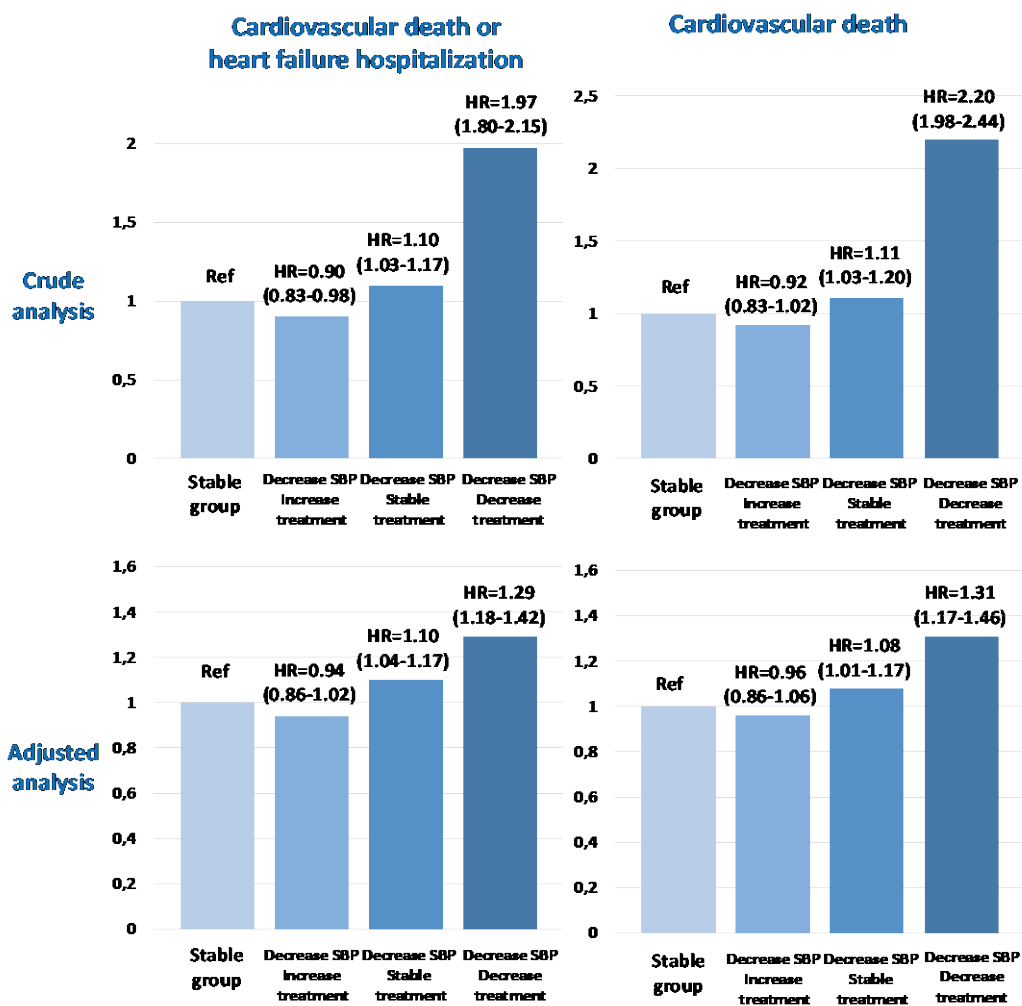 Cardiovascular death or
heart failure hospitalization
Cardiovascular death
Crude
analysis
2
1,5
1
0,5
0
Ref
HR=0.90
(0.83-0.98)
HR=1.10
(1.03-1.17)
HR=1.97
(1.80-2.15)
Stable
group
Decrease SBP
Increase
treatment
Decrease SBP
Stable
treatment
Decrease SBP
Decrease
treatment
2,5
2
1,5
1
0,5
0
Ref
HR=0.92
(0.83-1.02)
HR=1.11
(1.03-1.20)
HR=2.20
(1.98-2.44)
Stable
group
Decrease SBP
Increase
treatment
Decrease SBP
Stable
treatment
Decrease SBP
Decrease
treatment
Adjusted
analysis
1,6
1,4
1,2
1
0,8
0,6
0,4
0,2
0
Ref
HR=0.94
(0.86-1.02)
HR=1.10
(1.04-1.17)
HR=1.29
(1.18-1.42)
Stable
group
Decrease SBP
Increase
treatment
Decrease SBP
Stable
treatment
Decrease SBP
Decrease
treatment
1,6
1,4
1,2
1
0,8
0,6
0,4
0,2
0
Ref
HR=0.96
(0.86-1.06)
HR=1.08
(1.01-1.17)
HR=1.31
(1.17-1.46)
Stable
group
Decrease SBP
Increase
treatment
Decrease SBP
Stable
treatment
Decrease SBP
Decrease
treatment